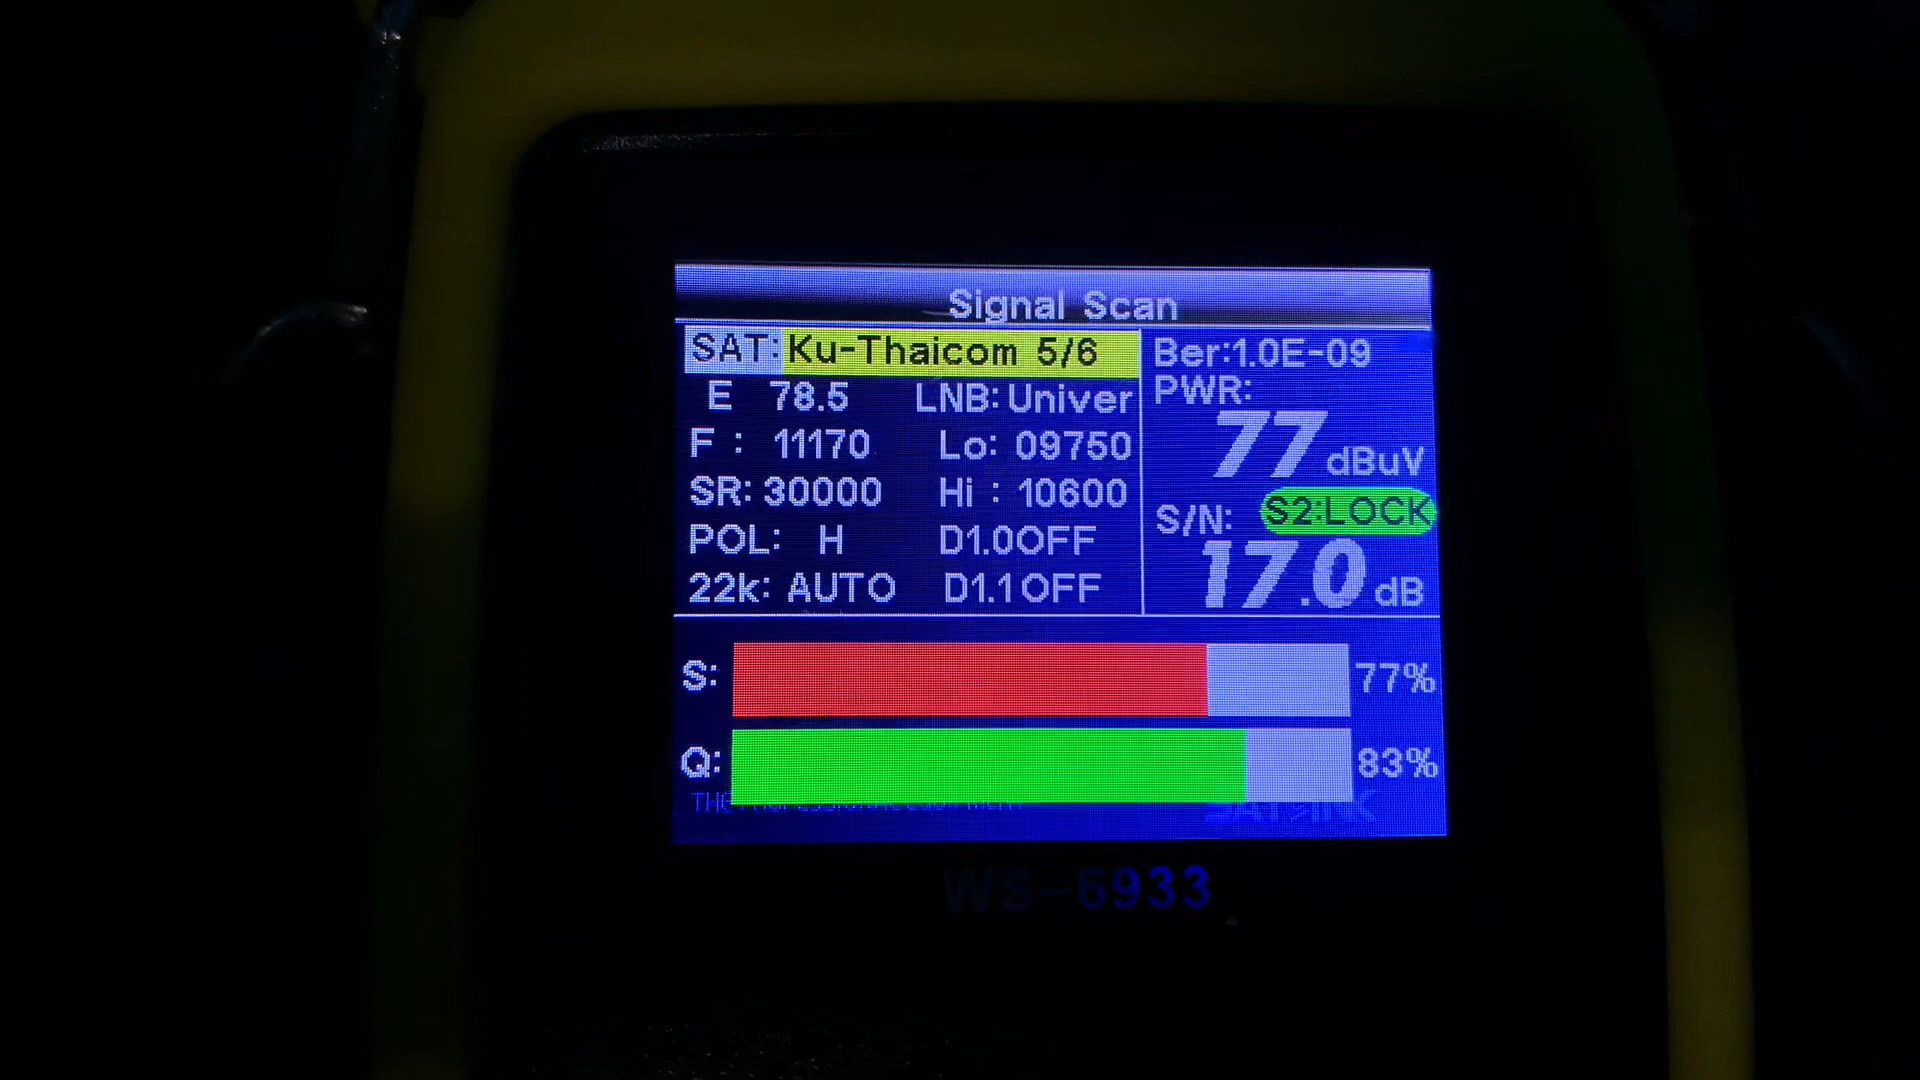 Signal Scan
SAT: Ku-Thaicom 5/6
E 78.5 LNB: Univer
F : 11170 Lo: 09750
SR: 30000 Hi : 10600
POL: H D1.0OFF
22k: AUTO D1.1OFF
Ber:1.0E-09
PWR:
77 dBuV
S/N: S2:LOCK
17.0 dB
S: 77%
Q: 83%
WS-6933